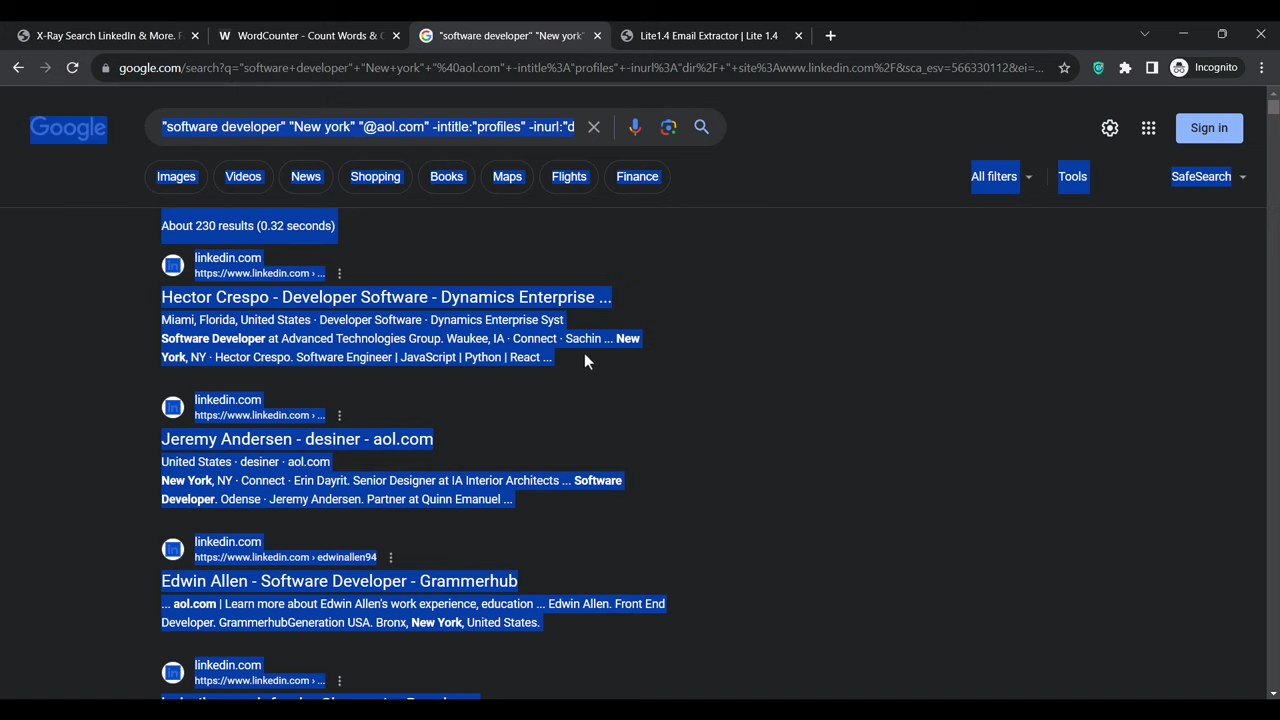 X-Ray Search LinkedIn & More. F
WordCounter - Count Words & C
"software developer" "New york"
Lite1.4 Email Extractor | Lite 1.4
google.com/search?q="software+developer"+"New+york"+"%40aol.com"+-intitle%3A"profiles"+-inurl%3A"dir%2F+"+site%3Awww.linkedin.com%2F&sca_esv=566330112&ei=...
Incognito
Google
"software developer" "New york" "@aol.com" -intitle:"profiles" -inurl:"d
Sign in
Images
Videos
News
Shopping
Books
Maps
Flights
Finance
All filters
Tools
SafeSearch
About 230 results (0.32 seconds)
linkedin.com
https://www.linkedin.com › ...
Hector Crespo - Developer Software - Dynamics Enterprise ...
Miami, Florida, United States · Developer Software · Dynamics Enterprise Syst
Software Developer at Advanced Technologies Group. Waukee, IA · Connect · Sachin ... New
York, NY · Hector Crespo. Software Engineer | JavaScript | Python | React ...
linkedin.com
https://www.linkedin.com › ...
Jeremy Andersen - desiner - aol.com
United States · desiner · aol.com
New York, NY · Connect · Erin Dayrit. Senior Designer at IA Interior Architects ... Software
Developer. Odense · Jeremy Andersen. Partner at Quinn Emanuel ...
linkedin.com
https://www.linkedin.com › edwinallen94
Edwin Allen - Software Developer - Grammerhub
... aol.com | Learn more about Edwin Allen's work experience, education ... Edwin Allen. Front End
Developer. GrammerhubGeneration USA. Bronx, New York, United States.
linkedin.com
https://www.linkedin.com › ...